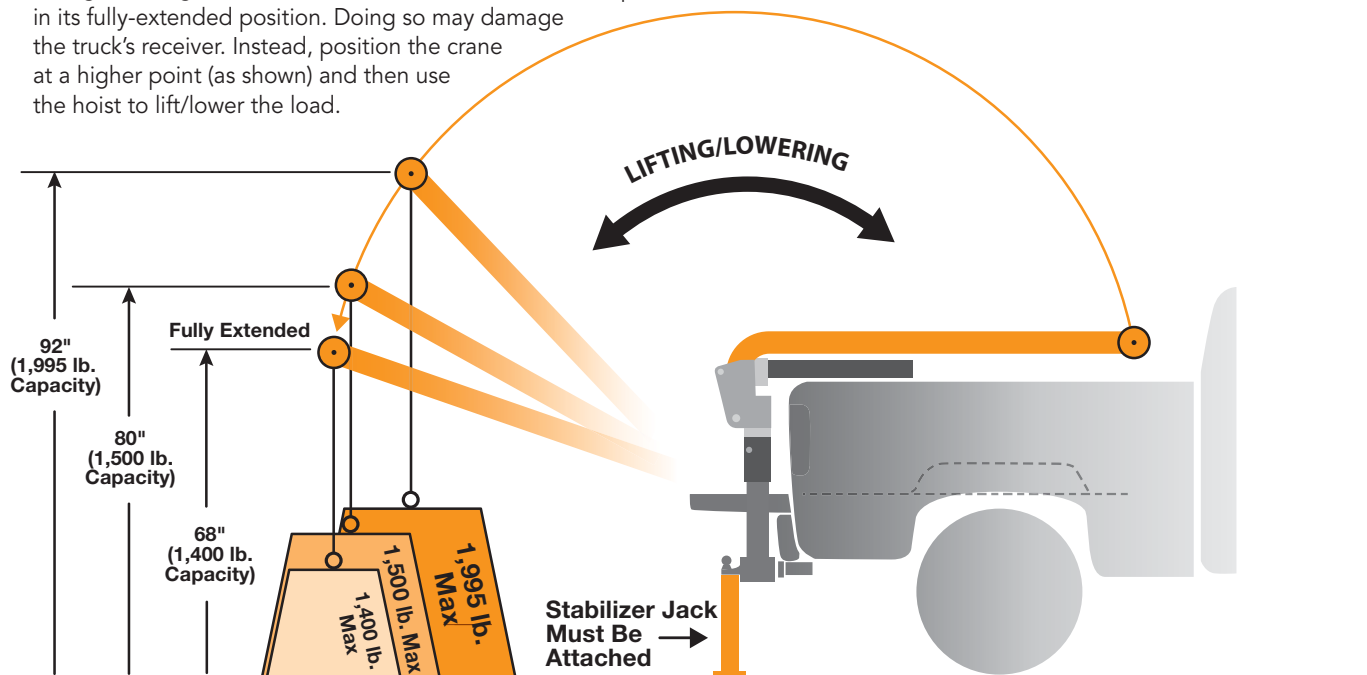 in its fully-extended position. Doing so may damage
the truck's receiver. Instead, position the crane
at a higher point (as shown) and then use
the hoist to lift/lower the load.
LIFTING/LOWERING
92"
(1,995 lb.
Capacity)
Fully Extended
80"
(1,500 lb.
Capacity)
68"
(1,400 lb.
Capacity)
1,995 lb.
Max
1,500 lb. Max
1,400 lb.
Max
Stabilizer Jack
Must Be
Attached